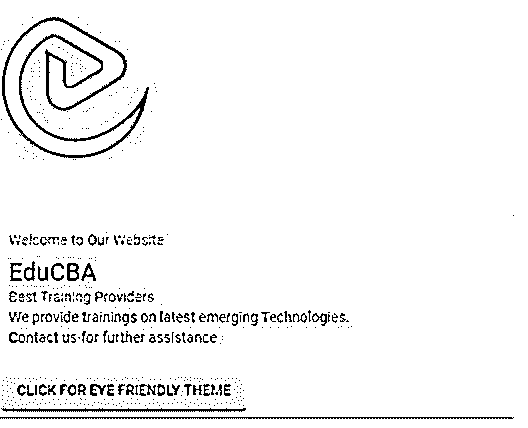 Welcome to Our Website
EduCBA
Best Training Providers
We provide trainings on latest emerging Technologies.
Contact us for further assistance
CLICK FOR EYE FRIENDLY THEME